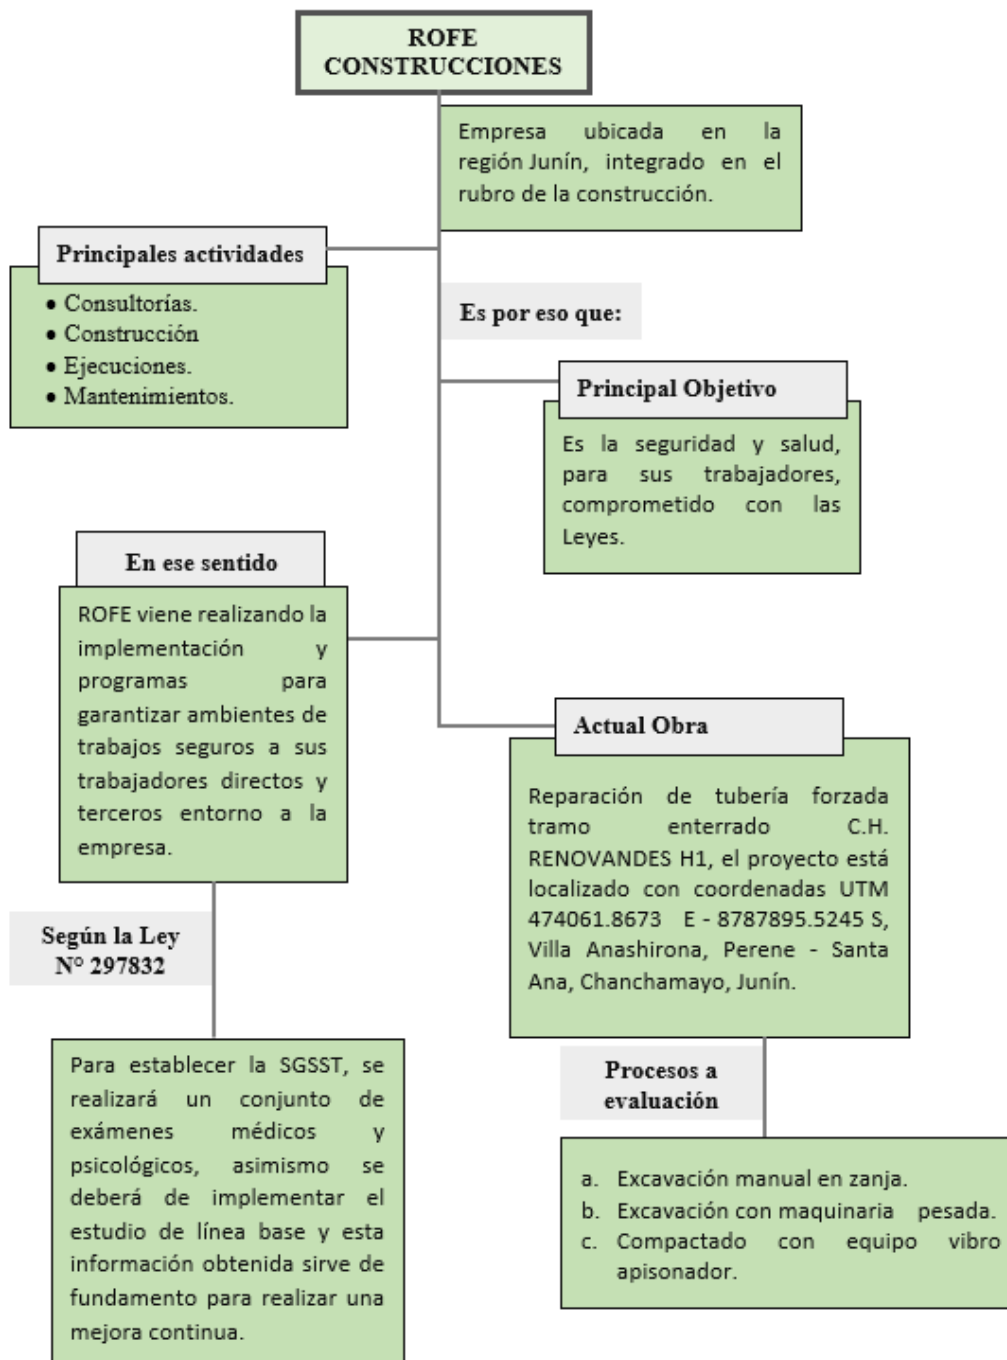 ROFE
CONSTRUCCIONES
Empresa ubicada en la
región Junín, integrado en el
rubro de la construcción.
Principales actividades
● Consultorías.
● Construcción
● Ejecuciones.
● Mantenimientos.
Es por eso que:
Principal Objetivo
Es la seguridad y salud,
para sus trabajadores,
comprometido con las
Leyes.
En ese sentido
ROFE viene realizando la
implementación y
programas para
garantizar ambientes de
trabajos seguros a sus
trabajadores directos y
terceros entorno a la
empresa.
Actual Obra
Reparación de tubería forzada
tramo enterrado C.H.
RENOVANDES H1, el proyecto está
localizado con coordenadas UTM
474061.8673 E - 8787895.5245 S,
Villa Anashirona, Perene - Santa
Ana, Chanchamayo, Junín.
Según la Ley
N° 297832
Para establecer la SGSST, se
realizará un conjunto de
exámenes médicos y
psicológicos, asimismo se
deberá de implementar el
estudio de línea base y esta
información obtenida sirve de
fundamento para realizar una
mejora continua.
Procesos a
evaluación
a. Excavación manual en zanja.
b. Excavación con maquinaria pesada.
c. Compactado con equipo vibro
apisonador.